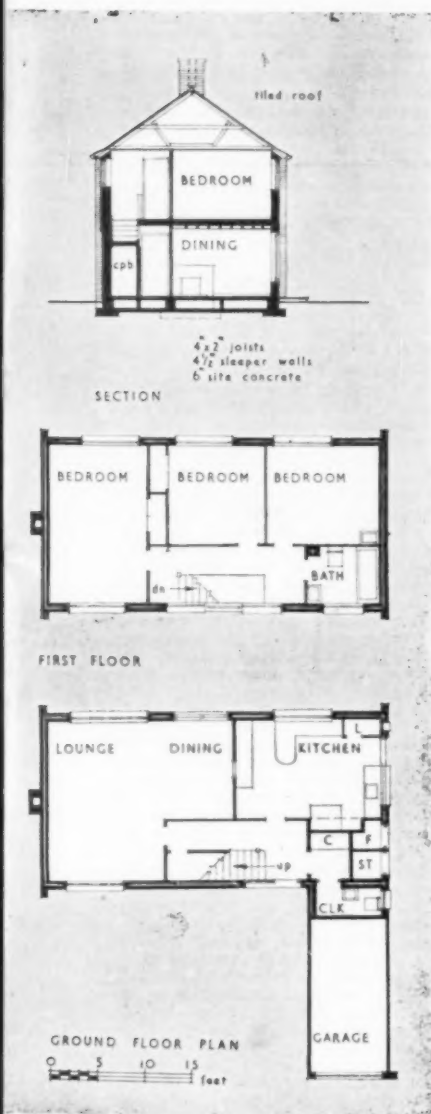 tiled roof
BEDROOM
DINING
cpb
4"x2" joists
4½" sleeper walls
6" site concrete
SECTION
BEDROOM BEDROOM BEDROOM
BATH
dn
FIRST FLOOR
LOUNGE DINING KITCHEN
L
C F
ST
up
CLK
GARAGE
GROUND FLOOR PLAN
0 5 10 15
feet